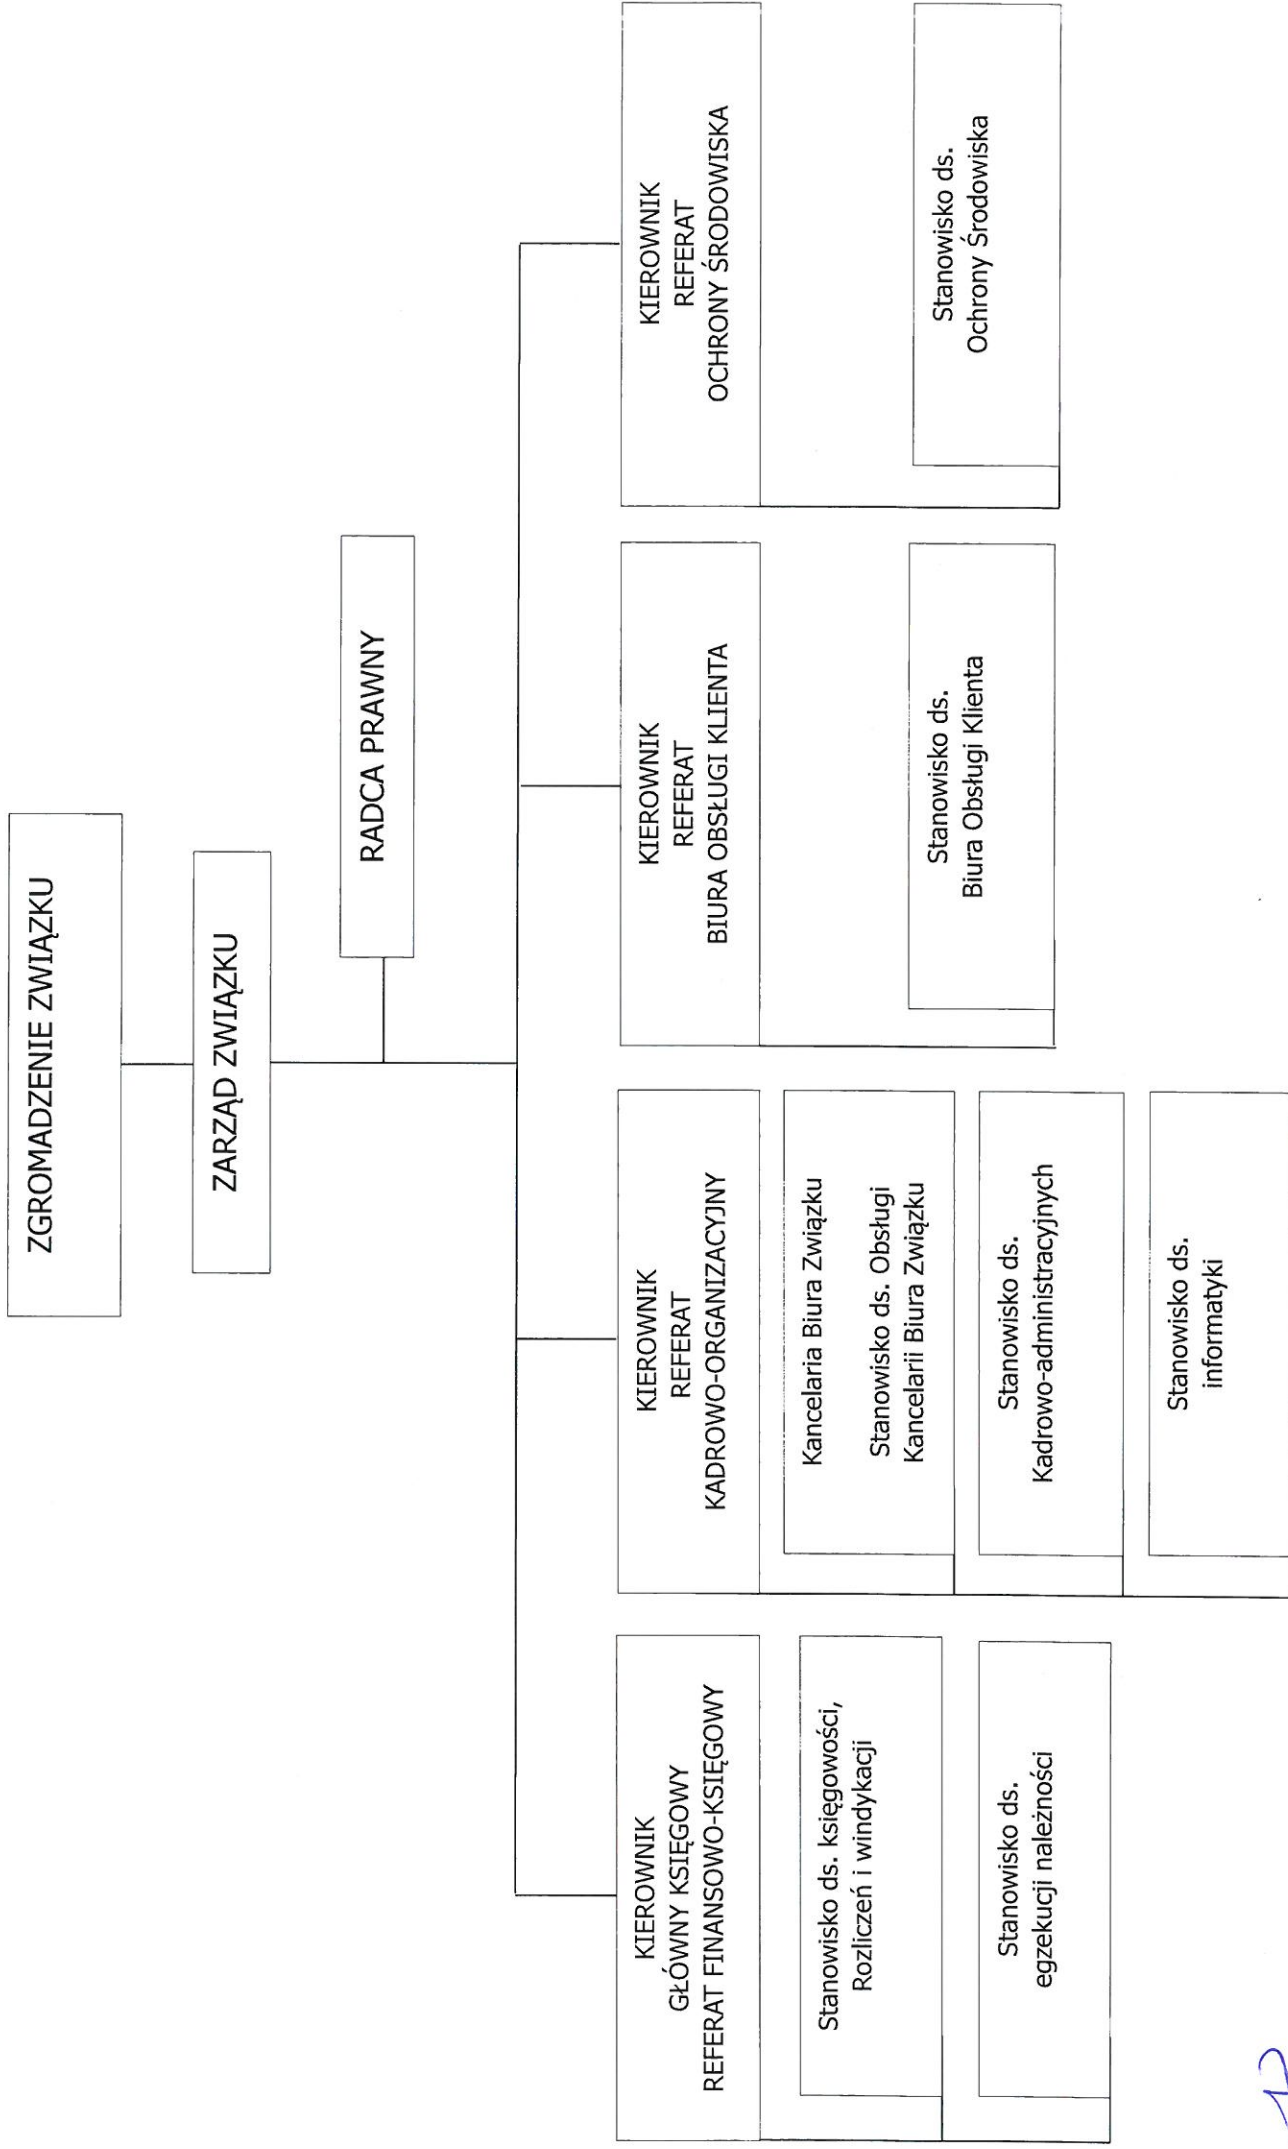 ZGROMADZENIE ZWIĄZKU
ZARZĄD ZWIĄZKU
RADCA PRAWNY
KIEROWNIK
GŁÓWNY KSIĘGOWY
REFERAT FINANSOWO-KSIĘGOWY
Stanowisko ds. księgowości,
Rozliczeń i windykacji
Stanowisko ds.
egzekucji należności
KIEROWNIK
REFERAT
KADROWO-ORGANIZACYJNY
Kancelaria Biura Związku
Stanowisko ds. Obsługi
Kancelarii Biura Związku
Stanowisko ds.
Kadrowo-administracyjnych
Stanowisko ds.
informatyki
KIEROWNIK
REFERAT
BIURA OBSŁUGI KLIENTA
Stanowisko ds.
Biura Obsługi Klienta
KIEROWNIK
REFERAT
OCHRONY ŚRODOWISKA
Stanowisko ds.
Ochrony Środowiska